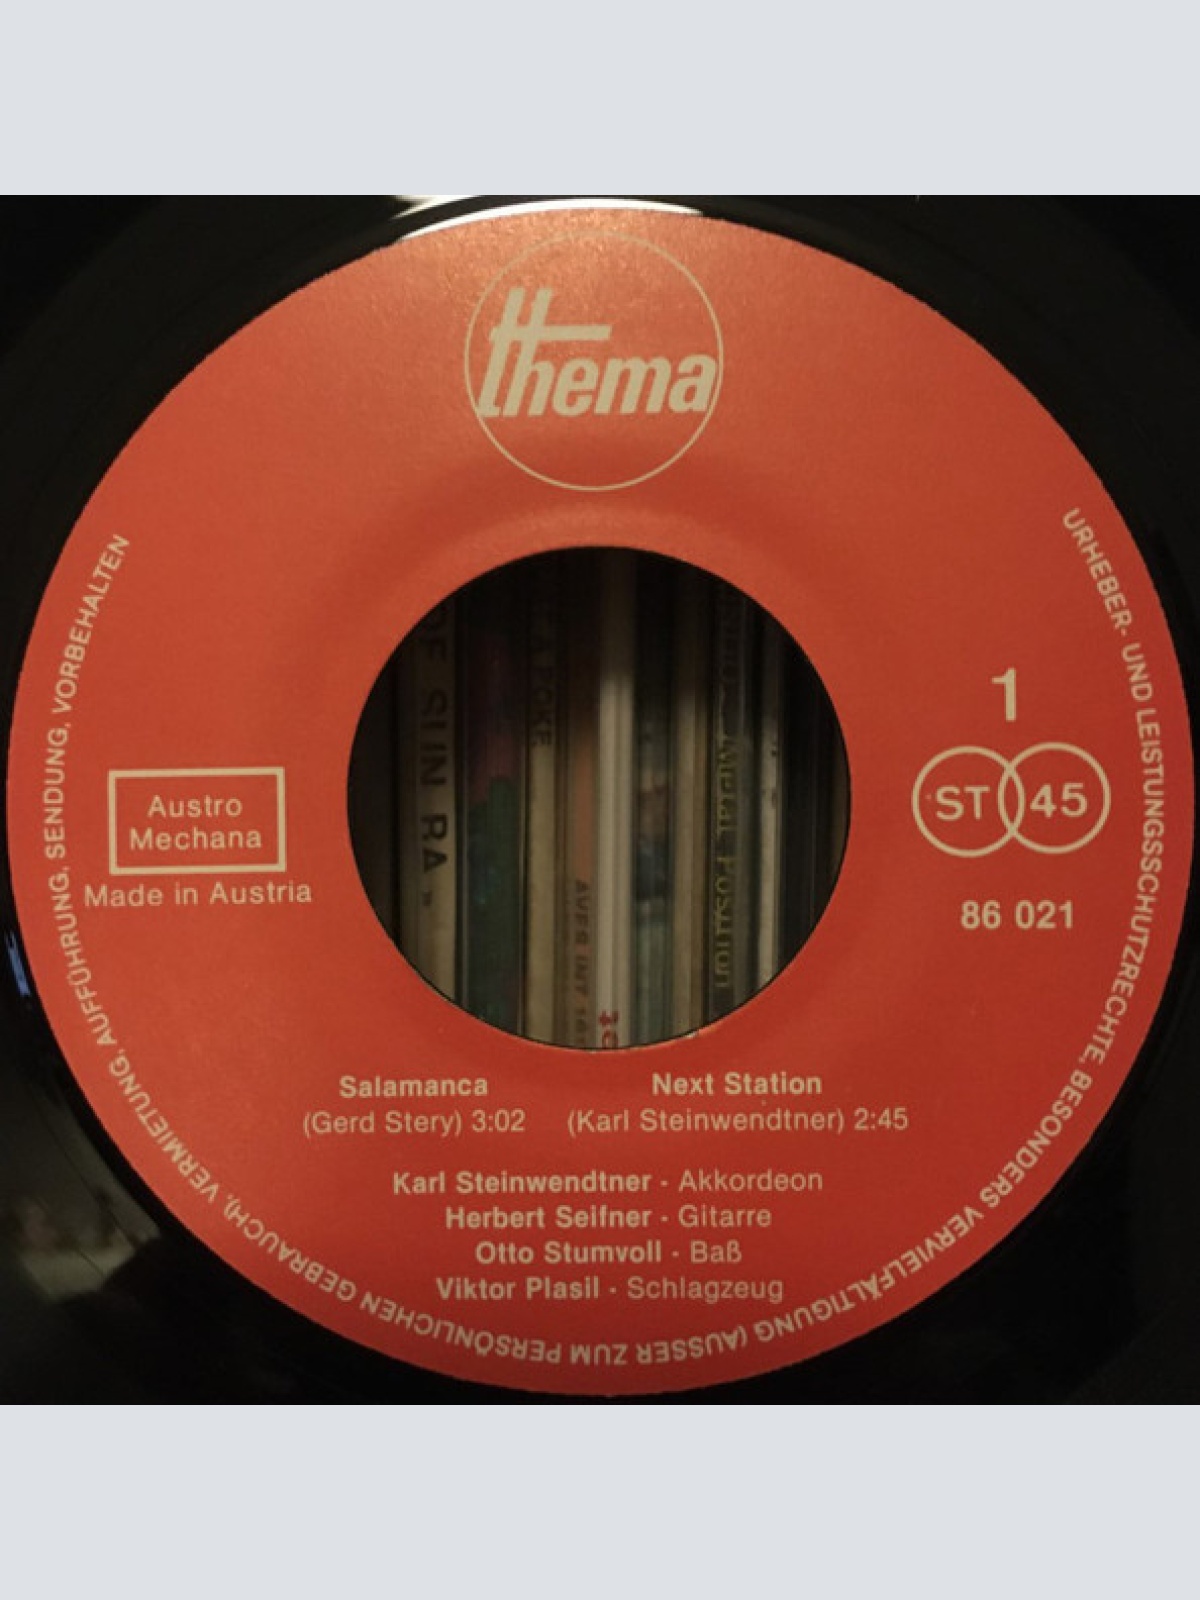 thema
URHEBER- UND LEISTUNGSSCHUTZRECHTE, BESONDERS VERVIELFÄLTIGUNG (AUSSER ZUM PERSÖNLICHEN GEBRAUCH), VERMIETUNG, AUFFÜHRUNG, SENDUNG, VORBEHALTEN
1
ST 45
86 021
Austro
Mechana
Made in Austria
SUN RA
Salamanca
(Gerd Stery) 3:02
Next Station
(Karl Steinwendtner) 2:45
Karl Steinwendtner - Akkordeon
Herbert Seifner - Gitarre
Otto Stumvoll - Baß
Viktor Plasil - Schlagzeug